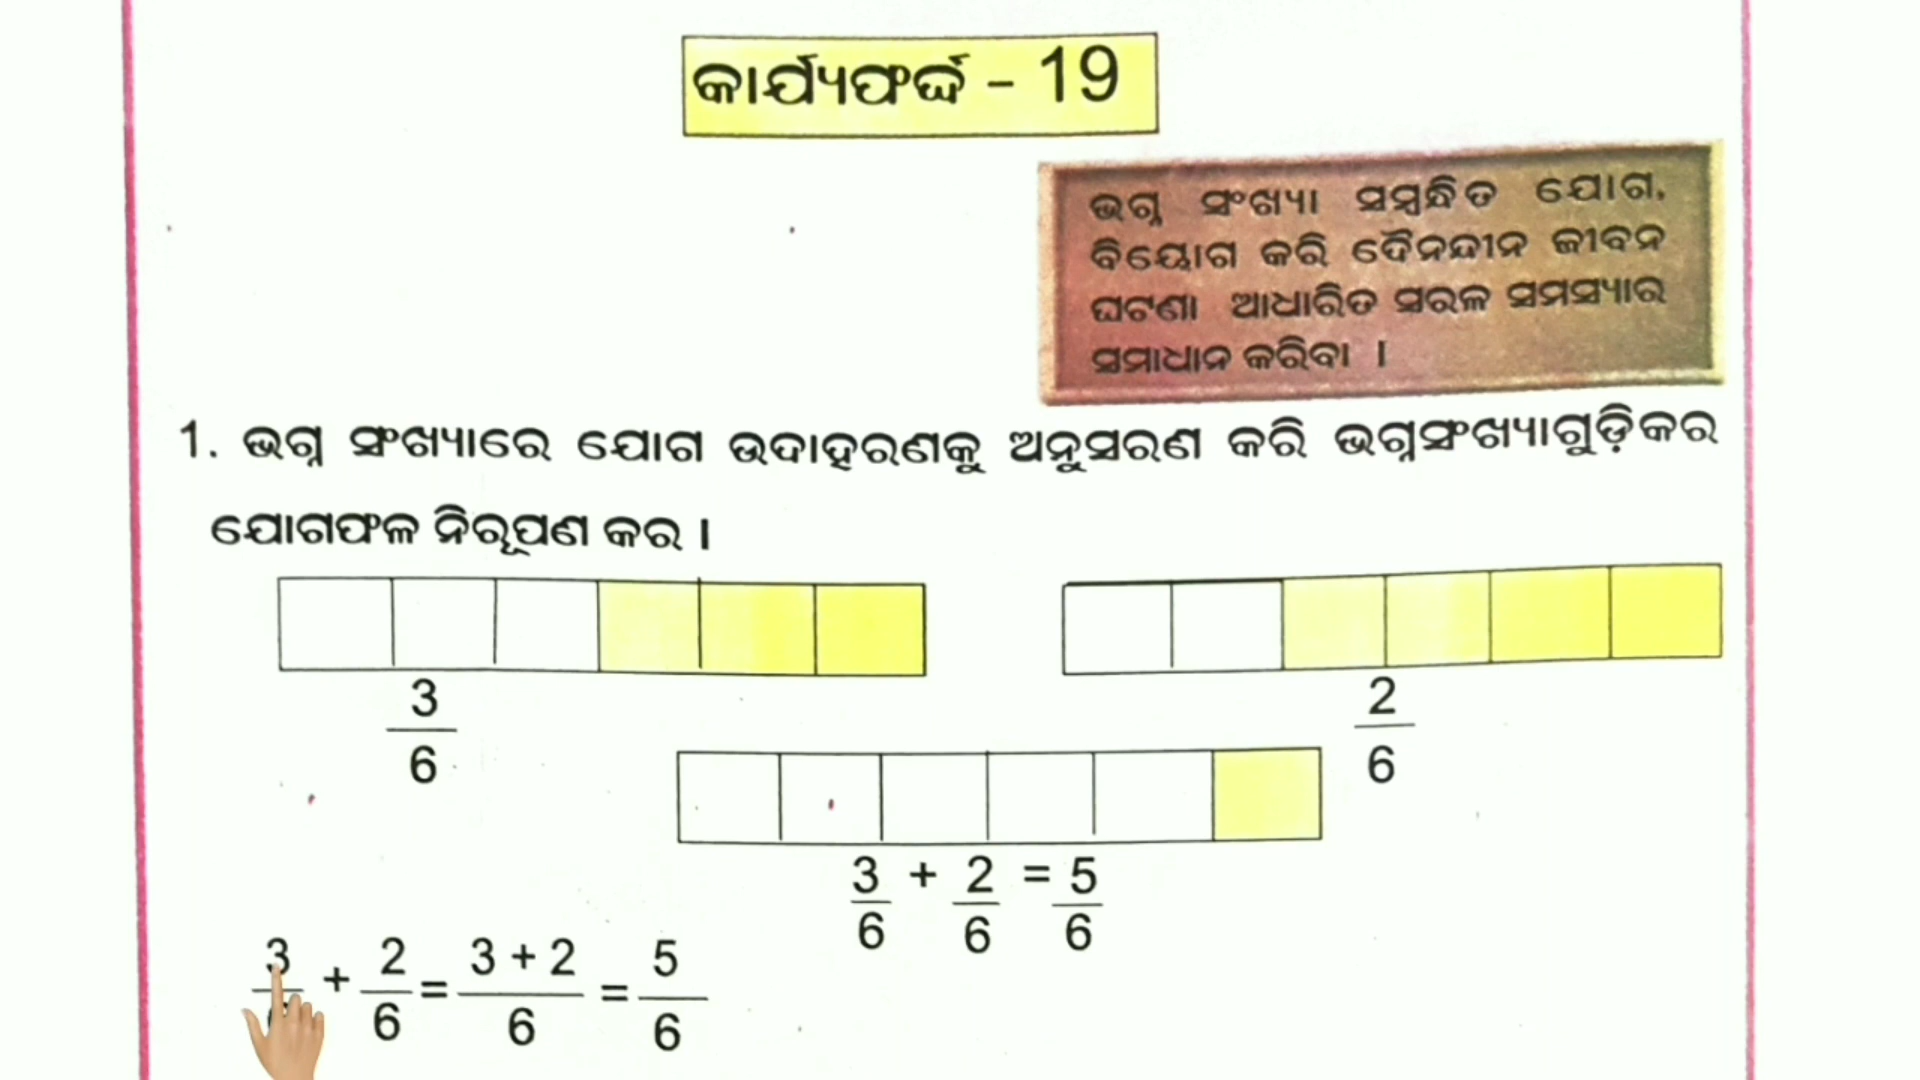 କାର୍ଯ୍ୟଫର୍ଦ୍ଦ - 19
ଭଗ୍ନ ସଂଖ୍ୟା ସମ୍ବନ୍ଧିତ ଯୋଗ,
ବିୟୋଗ କରି ଦୈନନ୍ଦୀନ ଜୀବନ
ଘଟଣା ଆଧାରିତ ସରଳ ସମସ୍ୟାର
ସମାଧାନ କରିବା ।
1. ଭଗ୍ନ ସଂଖ୍ୟାରେ ଯୋଗ ଉଦାହରଣକୁ ଅନୁସରଣ କରି ଭଗ୍ନସଂଖ୍ୟାଗୁଡ଼ିକର
ଯୋଗଫଳ ନିରୂପଣ କର ।
3 2
6 6
3 + 2 = 5
6 6 6
3 + 2 = 3 + 2 = 5
6 6 6